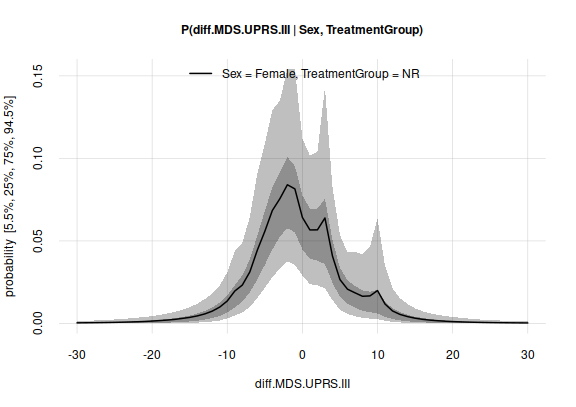 P(diff.MDS.UPRS.III | Sex, TreatmentGroup)
Sex = Female, TreatmentGroup = NR
probability [5.5%, 25%, 75%, 94.5%]
0.15
0.10
0.05
0.00
-30 -20 -10 0 10 20 30
diff.MDS.UPRS.III